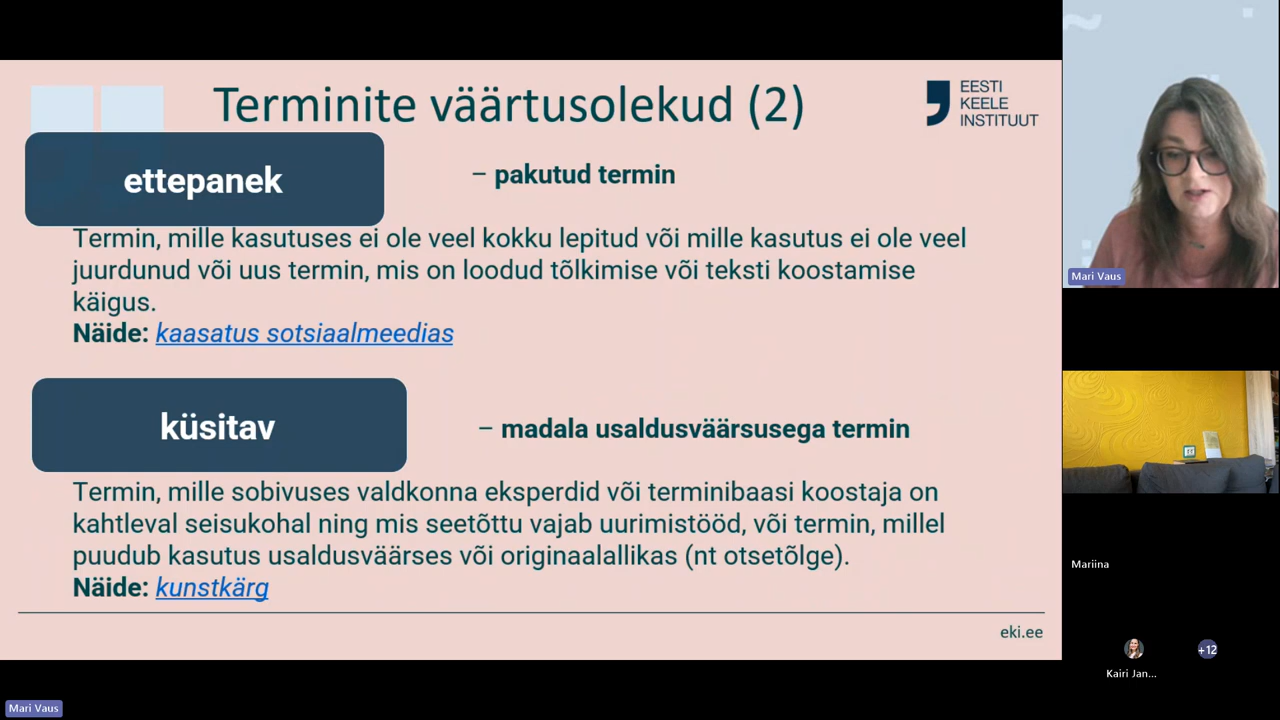 Terminite väärtusolekud (2)
EESTI
KEELE
INSTITUUT
ettepanek
– pakutud termin
Termin, mille kasutuses ei ole veel kokku lepitud või mille kasutus ei ole veel
juurdunud või uus termin, mis on loodud tõlkimise või teksti koostamise
käigus.
Näide: kaasatus sotsiaalmeedias
küsitav
– madala usaldusväärsusega termin
Termin, mille sobivuses valdkonna eksperdid või terminibaasi koostaja on
kahtleval seisukohal ning mis seetõttu vajab uurimistööd, või termin, millel
puudub kasutus usaldusväärses või originaalallikas (nt otsetõlge).
Näide: kunstkärg
eki.ee
Mari Vaus
Mariina
+12
Kairi Jan...
Mari Vaus